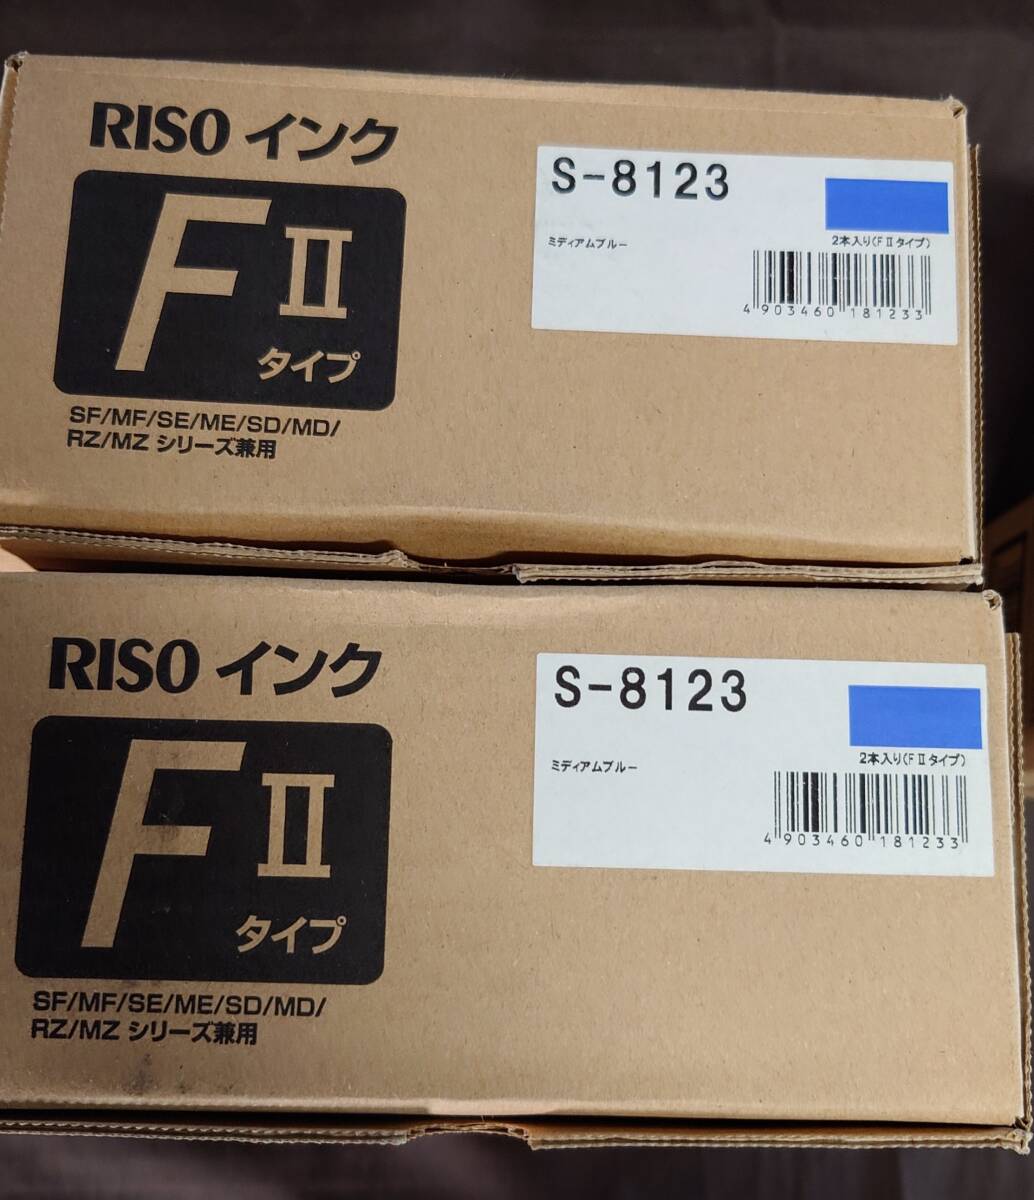 RISO インク
F II
タイプ
SF/MF/SE/ME/SD/MD/
RZ/MZ シリーズ兼用
S-8123
ミディアムブルー
2本入り(FⅡタイプ)
4 903460 181233
RISO インク
F II
タイプ
SF/MF/SE/ME/SD/MD/
RZ/MZ シリーズ兼用
S-8123
ミディアムブルー
2本入り(FⅡタイプ)
4 903460 181233